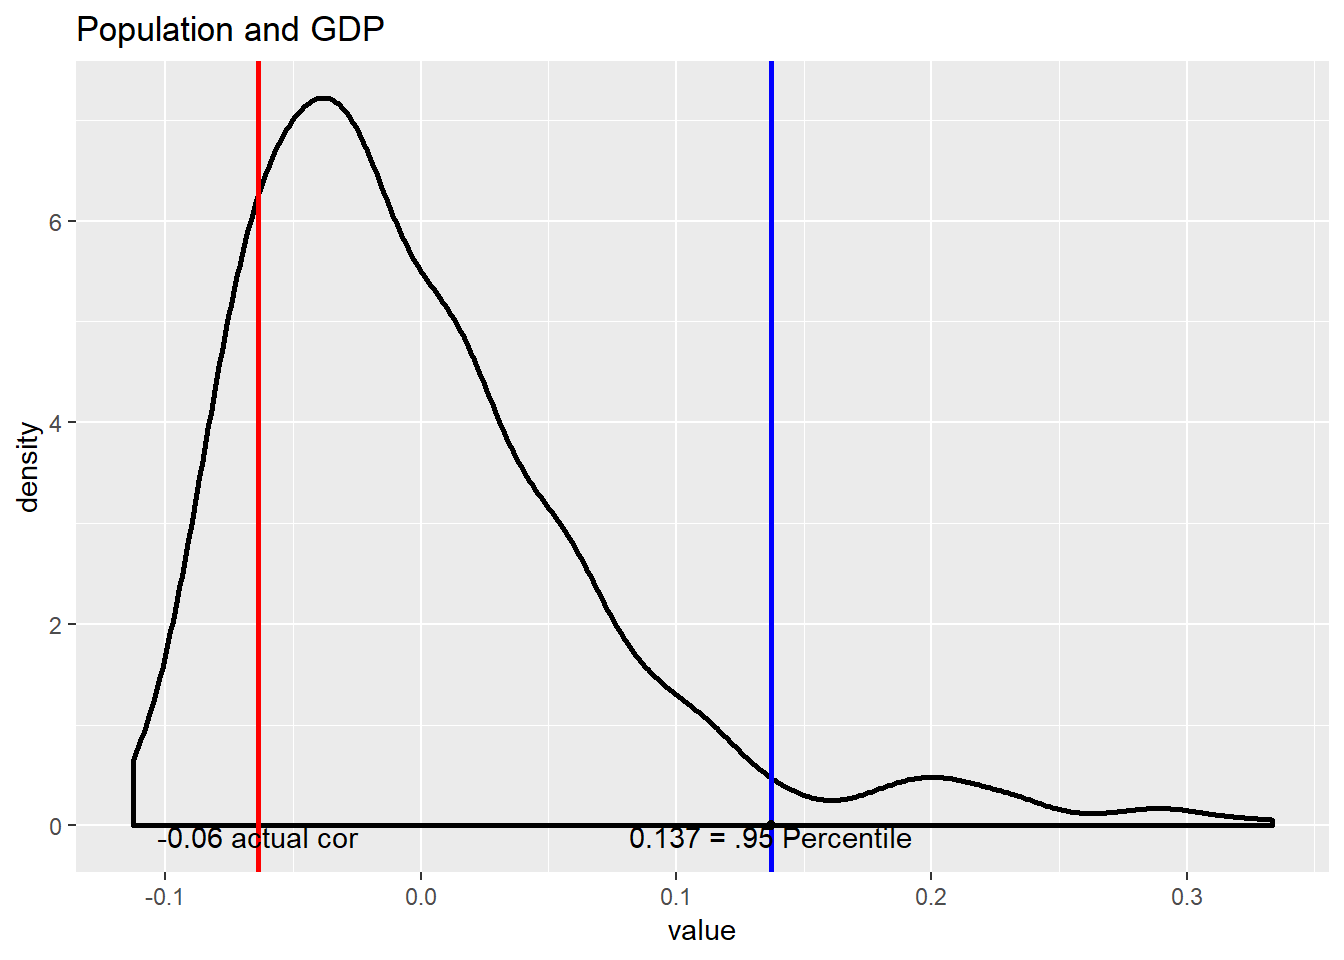 Population and GDP
density
6
4
2
0
-0.06 actual cor
0.137 = .95 Percentile
-0.1
0.0
0.1
0.2
0.3
value